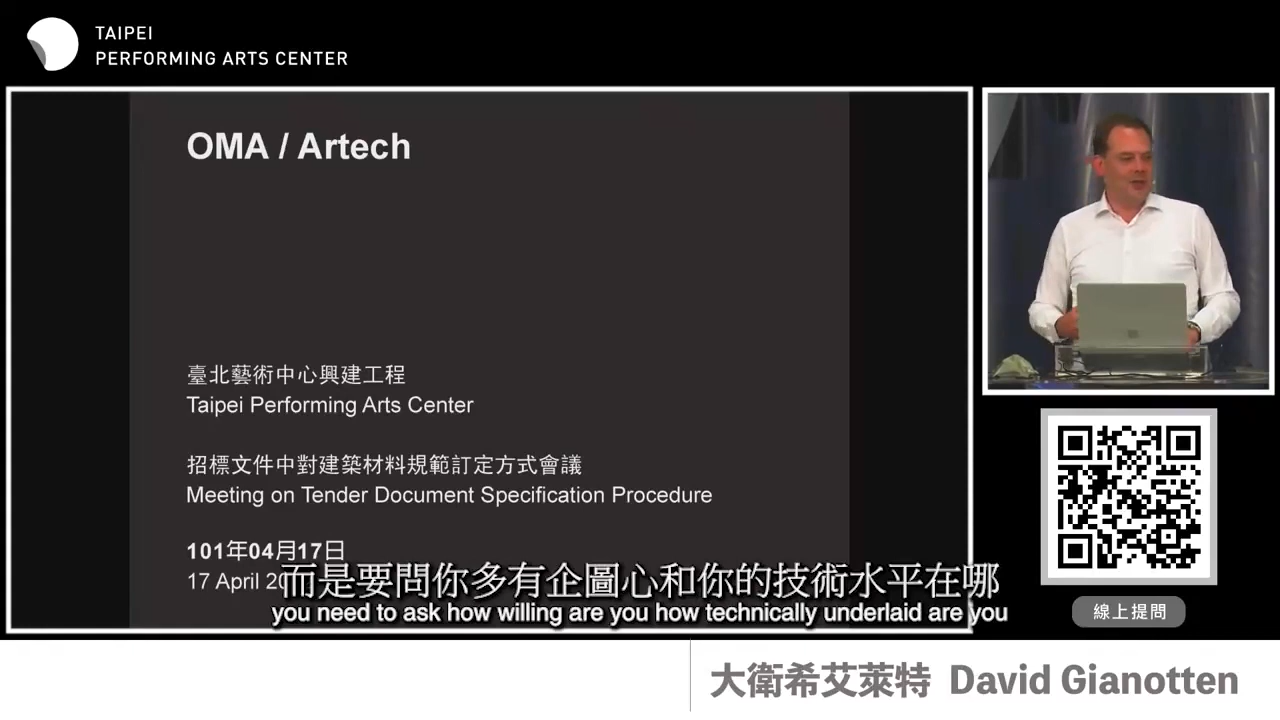 TAIPEI
PERFORMING ARTS CENTER
OMA / Artech
臺北藝術中心興建工程
Taipei Performing Arts Center
招標文件中對建築材料規範訂定方式會議
Meeting on Tender Document Specification Procedure
101年04月17日
17 April
而是要問你多有企圖心和你的技術水平在哪
you need to ask how willing are you how technically underlaid are you
線上提問
大衛希艾萊特 David Gianotten